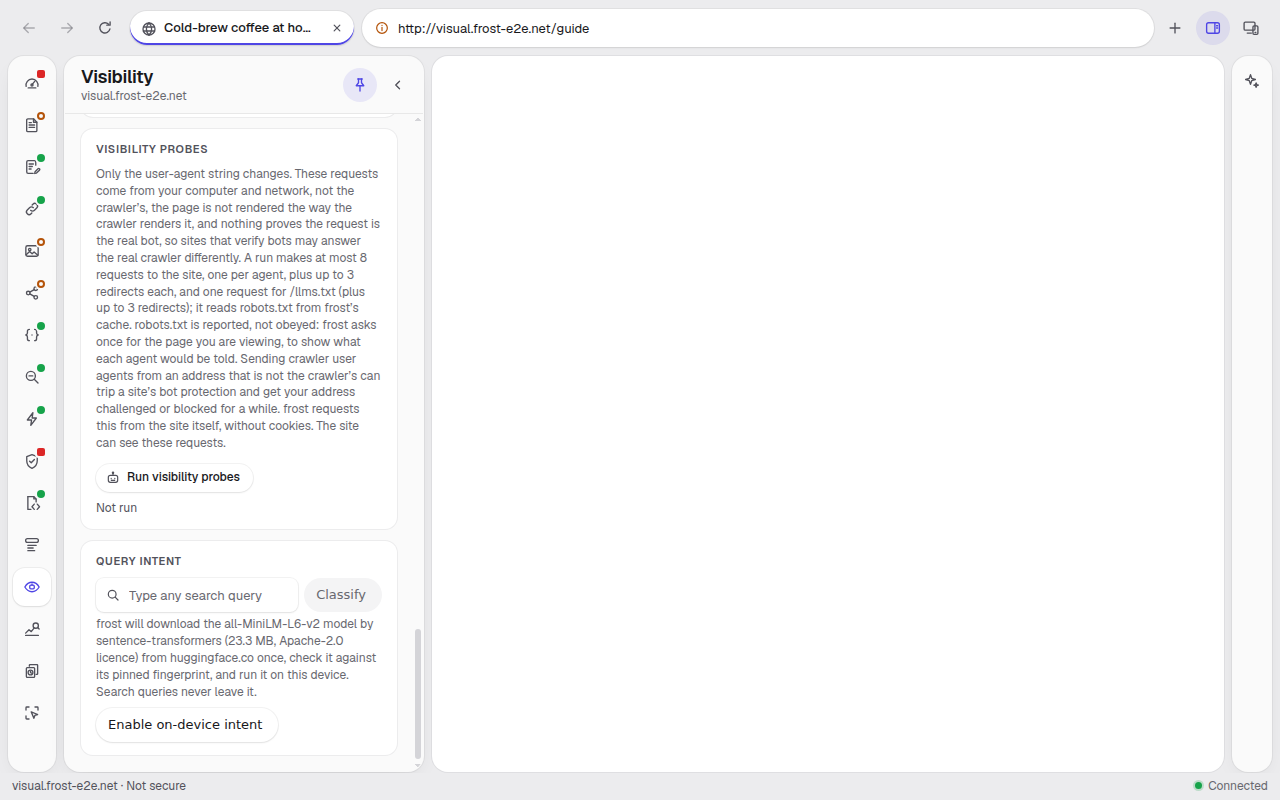 Cold-brew coffee at ho...
http://visual.frost-e2e.net/guide
Visibility
visual.frost-e2e.net
VISIBILITY PROBES
Only the user-agent string changes. These requests
come from your computer and network, not the
crawler's, the page is not rendered the way the
crawler renders it, and nothing proves the request is
the real bot, so sites that verify bots may answer
the real crawler differently. A run makes at most 8
requests to the site, one per agent, plus up to 3
redirects each, and one request for /llms.txt (plus
up to 3 redirects); it reads robots.txt from frost's
cache. robots.txt is reported, not obeyed: frost asks
once for the page you are viewing, to show what
each agent would be told. Sending crawler user
agents from an address that is not the crawler's can
trip a site's bot protection and get your address
challenged or blocked for a while. frost requests
this from the site itself, without cookies. The site
can see these requests.
Run visibility probes
Not run
QUERY INTENT
Type any search query
Classify
frost will download the all-MiniLM-L6-v2 model by
sentence-transformers (23.3 MB, Apache-2.0
licence) from huggingface.co once, check it against
its pinned fingerprint, and run it on this device.
Search queries never leave it.
Enable on-device intent
visual.frost-e2e.net · Not secure
Connected